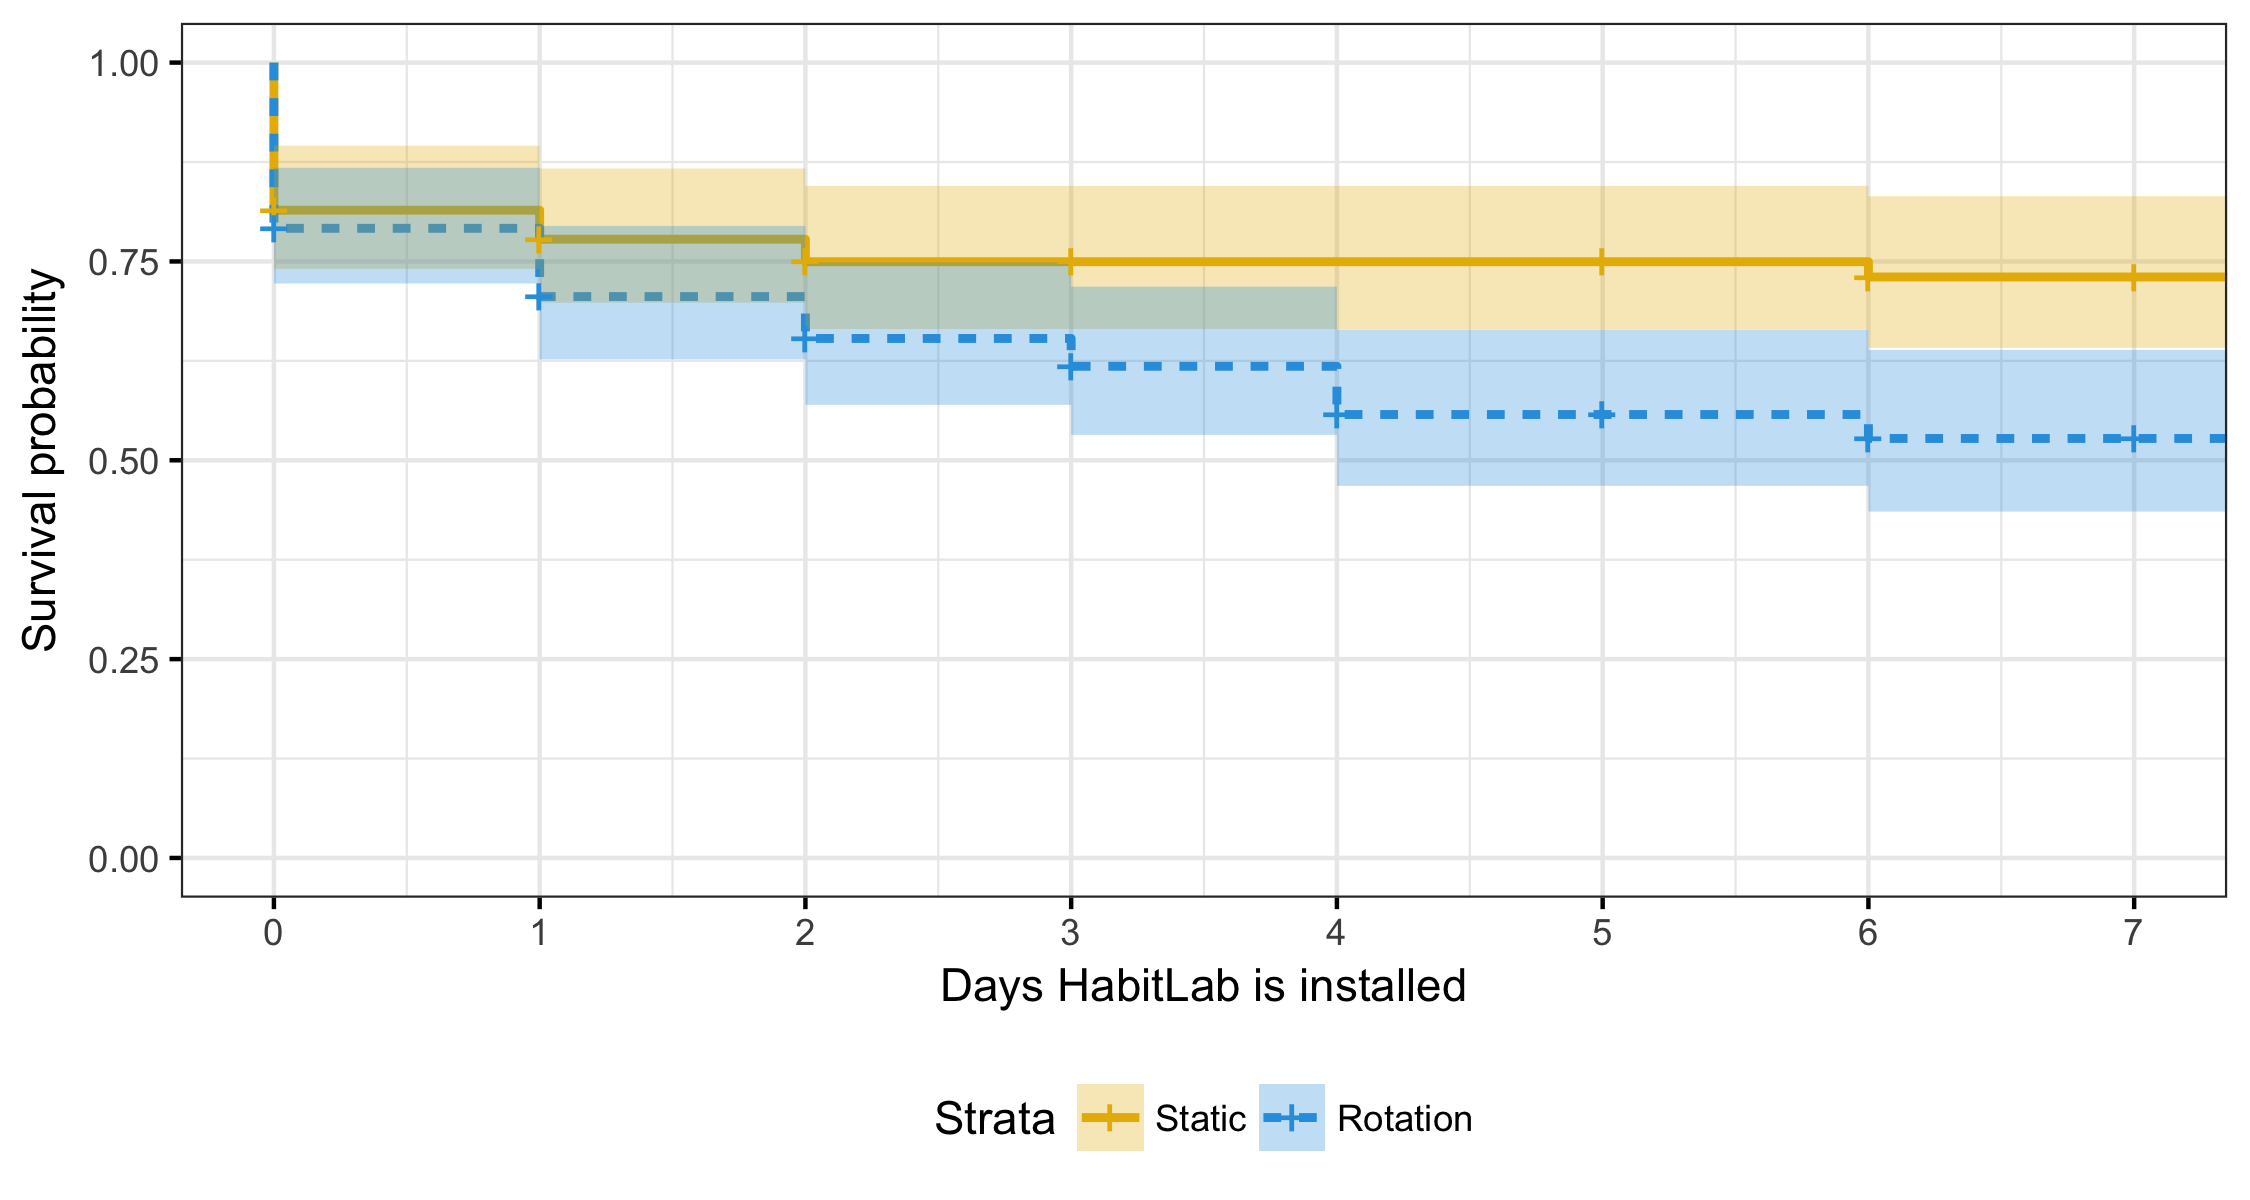 Survival probability
1.00
0.75
0.50
0.25
0.00
0 1 2 3 4 5 6 7
Days HabitLab is installed
Strata Static Rotation